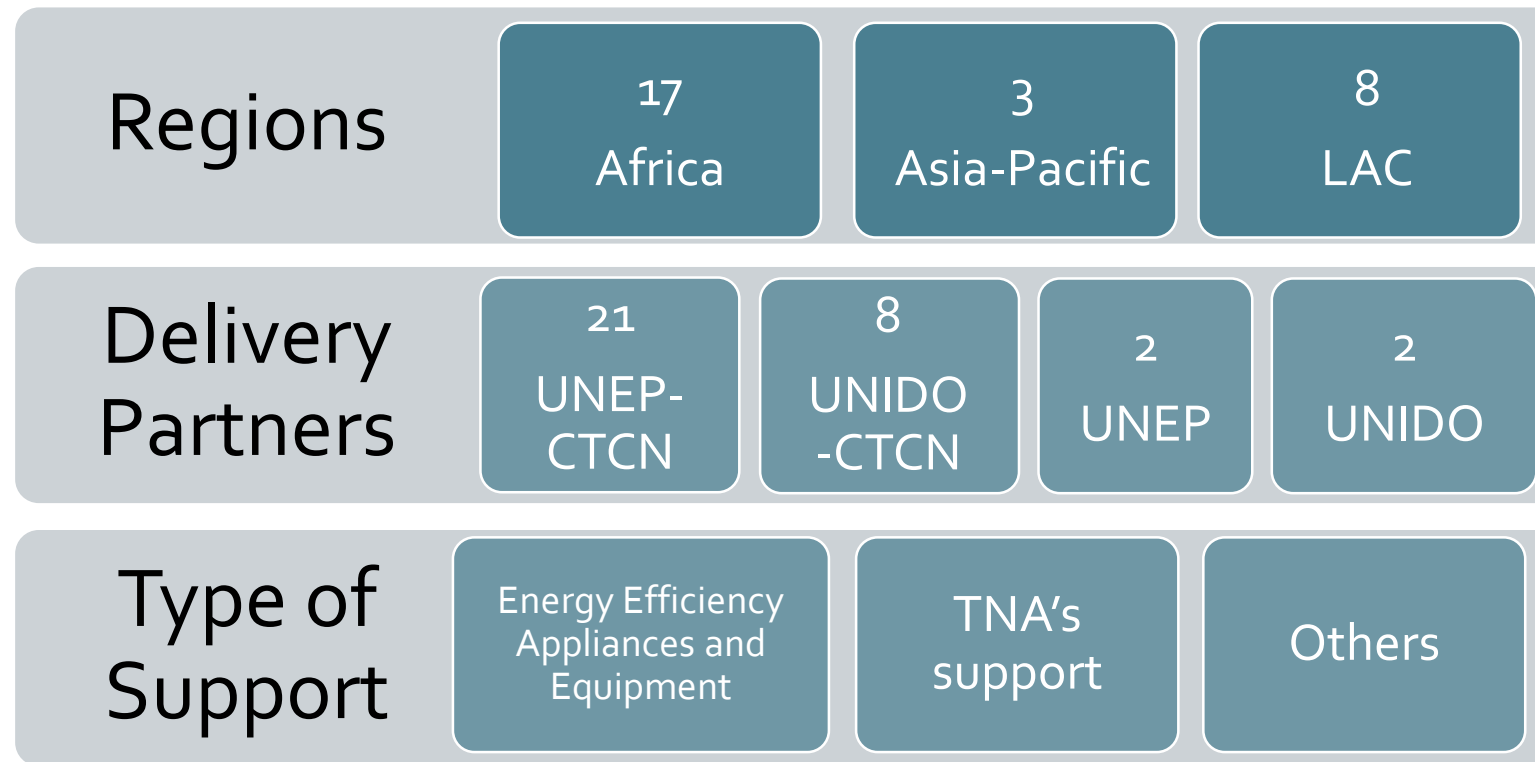 Regions
17
Africa
3
Asia-Pacific
8
LAC
Delivery
Partners
21
UNEP-
CTCN
8
UNIDO
-CTCN
2
UNEP
2
UNIDO
Type of
Support
Energy Efficiency
Appliances and
Equipment
TNA’s
support
Others